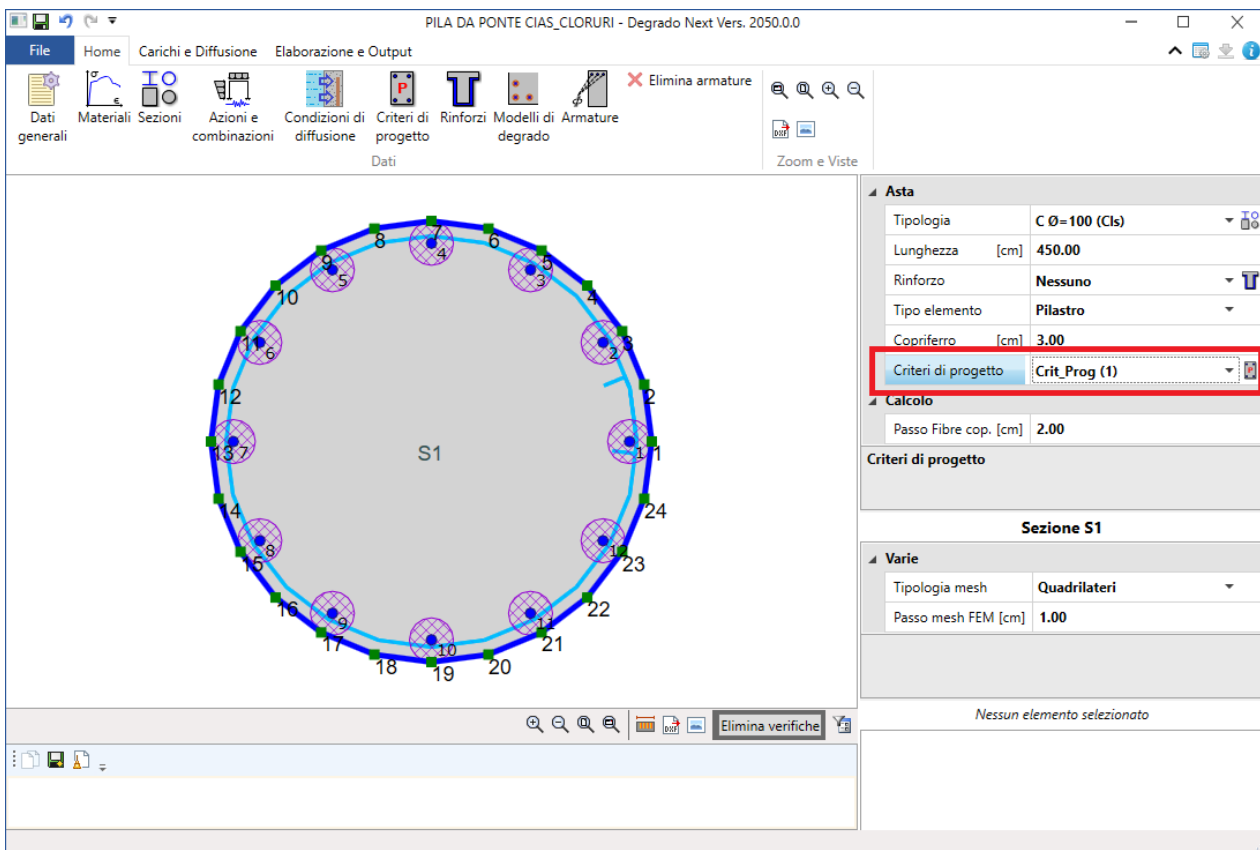 PILA DA PONTE CIAS_CLORURI - Degrado Next Vers. 2050.0.0
File Home Carichi e Diffusione Elaborazione e Output
Dati generali
Materiali
Sezioni
Azioni e combinazioni
Condizioni di diffusione
Criteri di progetto
Rinforzi
Modelli di degrado
Armature
Elimina armature
Dati
DXF
Zoom e Viste
7
8
6
4
9
5
5
3
10
4
11
6
2
3
12
2
13
7
S1
1
1
14
24
15
8
12
23
16
22
9
11
17
21
10
18
19
20
Asta
Tipologia C Ø=100 (Cls)
Lunghezza [cm] 450.00
Rinforzo Nessuno
Tipo elemento Pilastro
Copriferro [cm] 3.00
Criteri di progetto Crit_Prog (1)
Calcolo
Passo Fibre cop. [cm] 2.00
Criteri di progetto
Sezione S1
Varie
Tipologia mesh Quadrilateri
Passo mesh FEM [cm] 1.00
Nessun elemento selezionato
DXF
Elimina verifiche